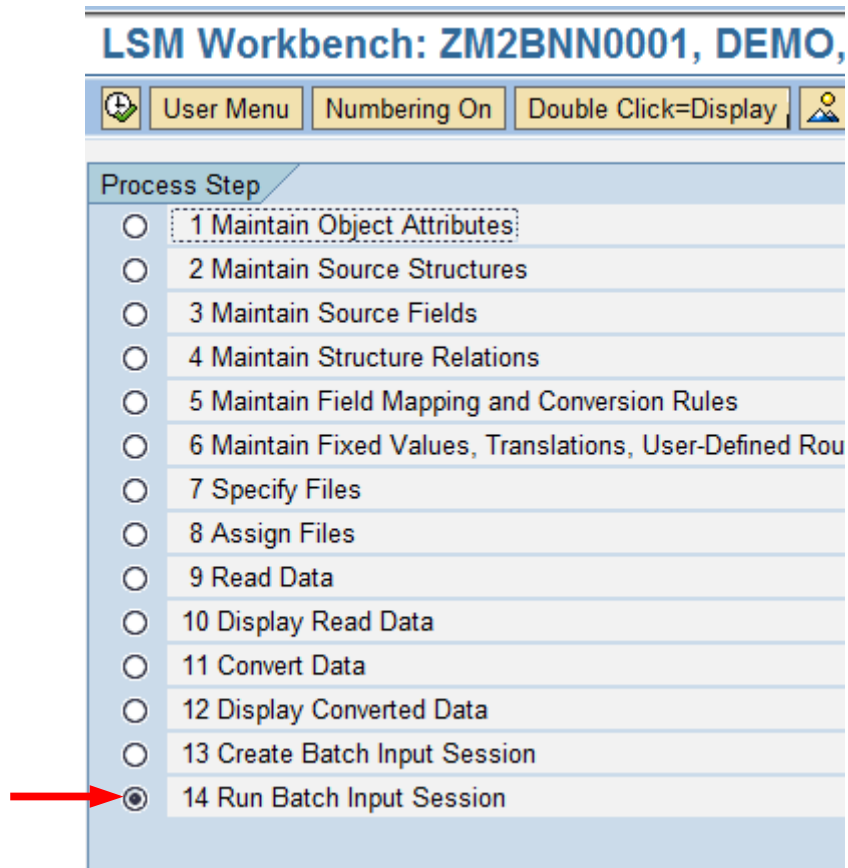 LSM Workbench: ZM2BNN0001, DEMO,
User Menu Numbering On Double Click=Display
Process Step
1 Maintain Object Attributes
2 Maintain Source Structures
3 Maintain Source Fields
4 Maintain Structure Relations
5 Maintain Field Mapping and Conversion Rules
6 Maintain Fixed Values, Translations, User-Defined Rou
7 Specify Files
8 Assign Files
9 Read Data
10 Display Read Data
11 Convert Data
12 Display Converted Data
13 Create Batch Input Session
14 Run Batch Input Session